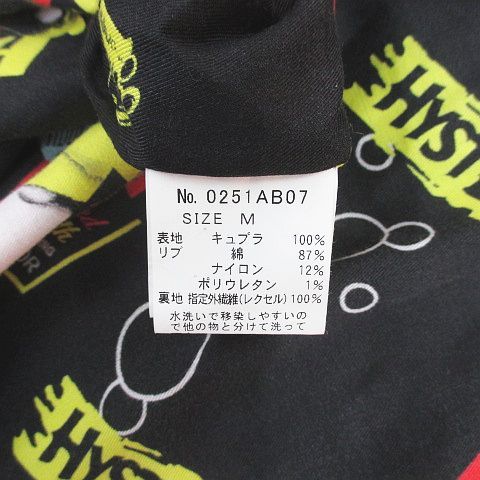 No. 0251AB07
SIZE M
表地 キュプラ 100%
リブ 綿 87%
ナイロン 12%
ポリウレタン 1%
裏地 指定外繊維(レクセル)100%
水洗いで移染しやすいの
で他の物と分けて洗って
HYST
HYST
OR